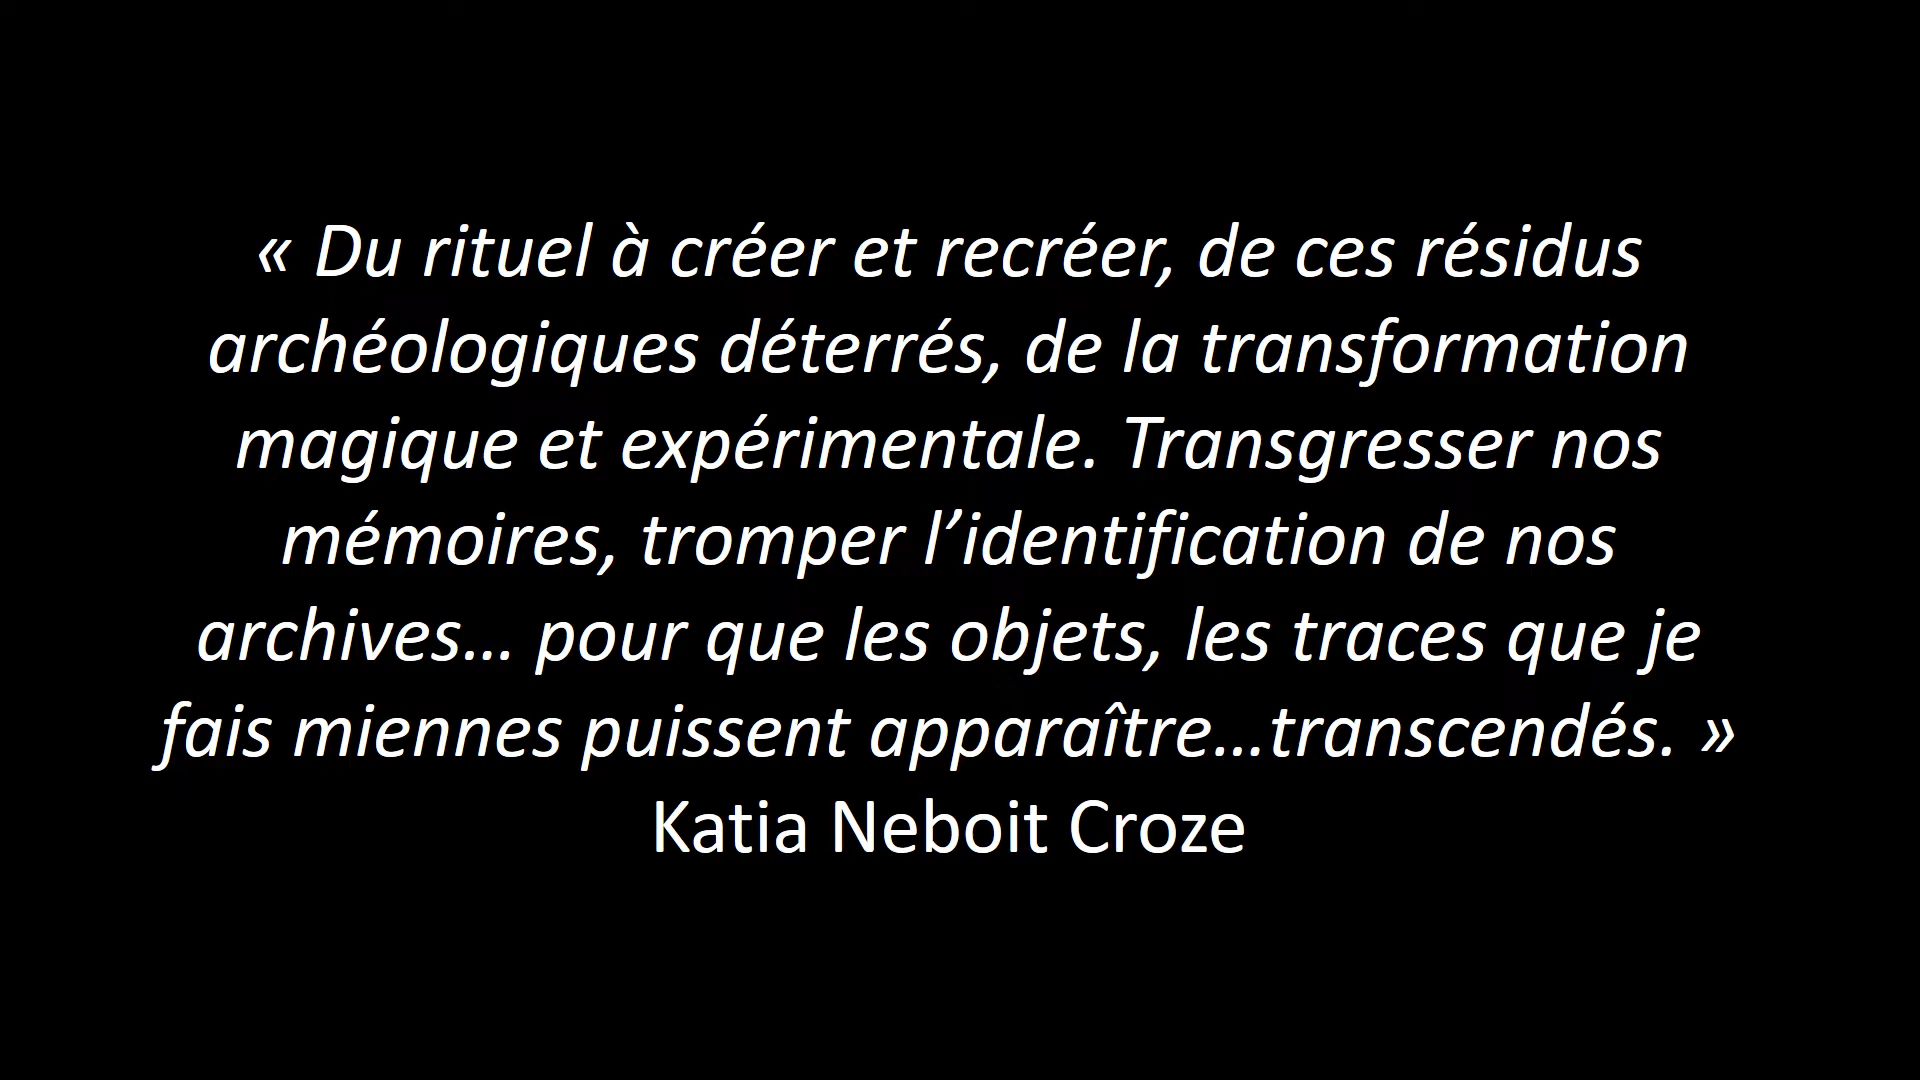 « Du rituel à créer et recréer, de ces résidus
archéologiques déterrés, de la transformation
magique et expérimentale. Transgresser nos
mémoires, tromper l’identification de nos
archives… pour que les objets, les traces que je
fais miennes puissent apparaître…transcendés. »
Katia Neboit Croze